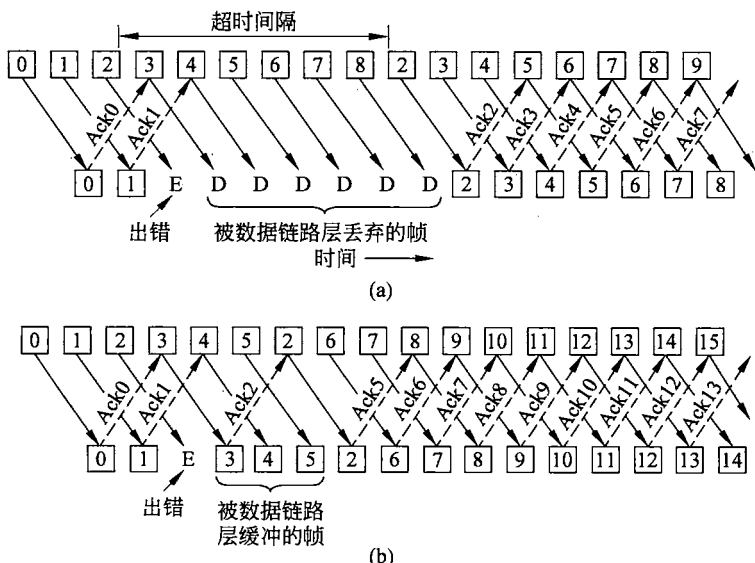 超时间隔
0 1 2 3 4 5 6 7 8 2 3 4 5 6 7 8 9
Ack0 Ack1 Ack2 Ack3 Ack4 Ack5 Ack6 Ack7
0 1 E D D D D D D 2 3 4 5 6 7 8
出错 被数据链路层丢弃的帧
时间
(a)
0 1 2 3 4 5 2 6 7 8 9 10 11 12 13 14 15
Ack0 Ack1 Ack2 Ack5 Ack6 Ack7 Ack8 Ack9 Ack10 Ack11 Ack12 Ack13
0 1 E 3 4 5 2 6 7 8 9 10 11 12 13 14
出错 被数据链路
层缓冲的帧
(b)